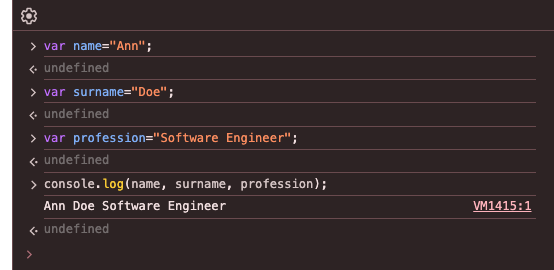 var name="Ann";
undefined
var surname="Doe";
undefined
var profession="Software Engineer";
undefined
console.log(name, surname, profession);
Ann Doe Software Engineer VM1415:1
undefined